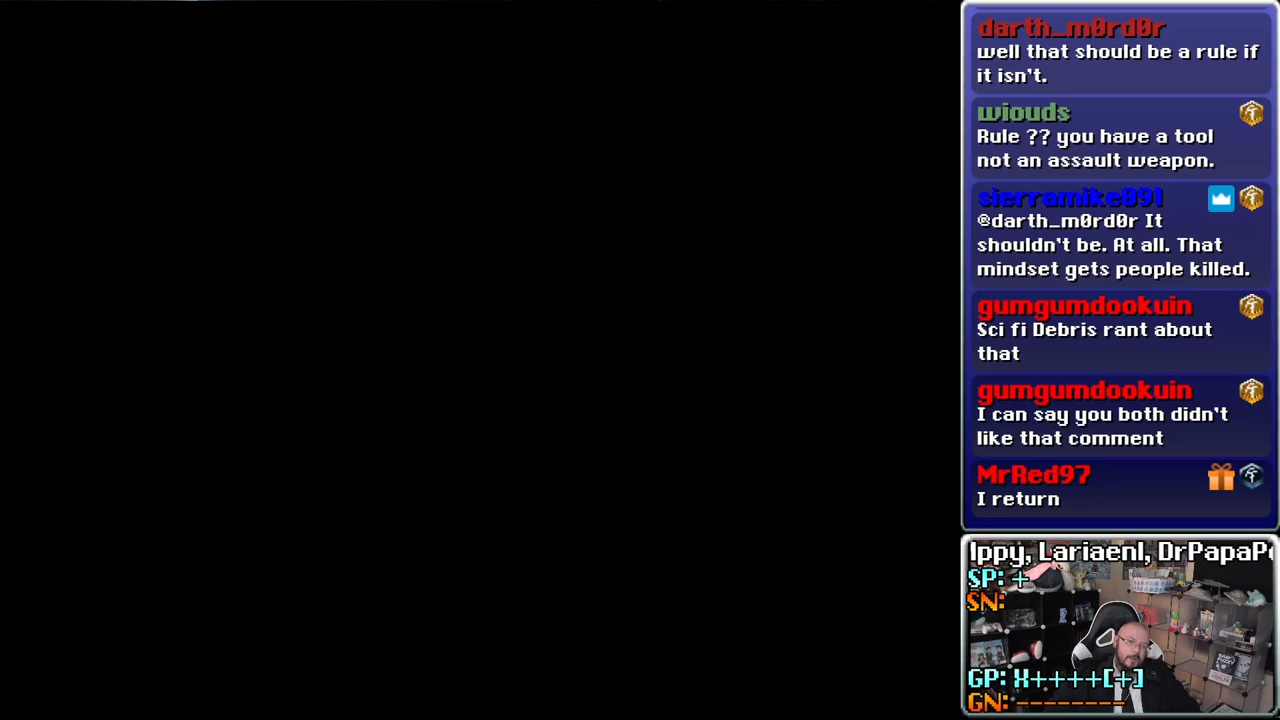 darth_m0rd0r
well that should be a rule if
it isn't.
wiouds
Rule ?? you have a tool
not an assault weapon.
sierramike091
@darth_m0rd0r It
shouldn't be. At all. That
mindset gets people killed.
gumgumdookuin
Sci fi Debris rant about
that
gumgumdookuin
I can say you both didn't
like that comment
MrRed97
I return
lppy, Lariaenl, DrPapaP
SP: +
SN:
GP: X++++[+]
GN: --------